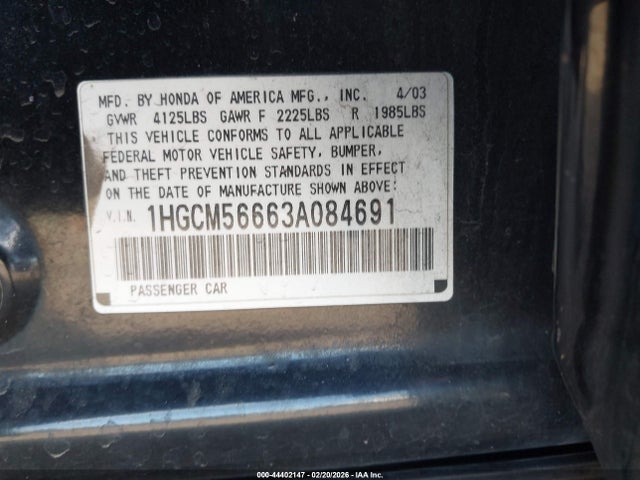 MFD. BY HONDA OF AMERICA MFG., INC. 4/03
GVWR 4125LBS GAWR F 2225LBS R 1985LBS
THIS VEHICLE CONFORMS TO ALL APPLICABLE
FEDERAL MOTOR VEHICLE SAFETY, BUMPER,
AND THEFT PREVENTION STANDARDS IN EFFECT
ON THE DATE OF MANUFACTURE SHOWN ABOVE:
V.I.N. 1HGCM56663A084691
PASSENGER CAR
000-44402147 - 02/20/2026 - IAA Inc.